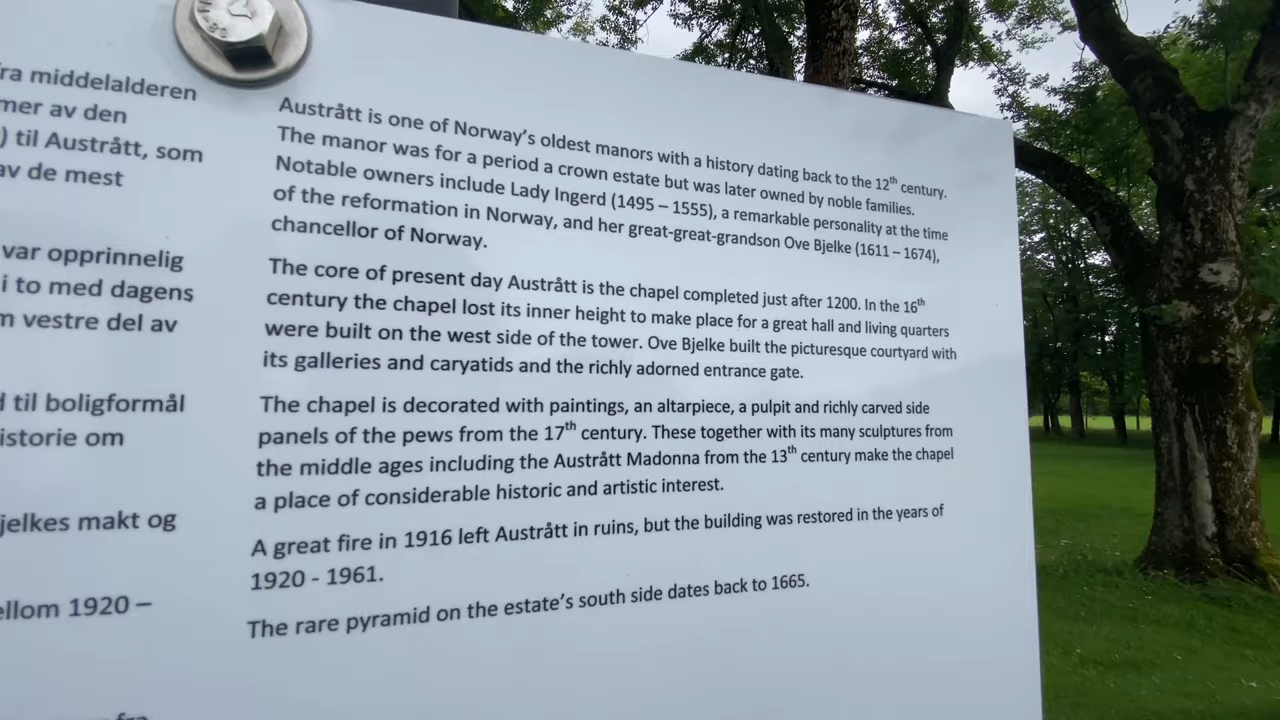 fra middelalderen
mer av den
) til Austrått, som
av de mest
var opprinnelig
i to med dagens
m vestre del av
d til boligformål
istorie om
jelkes makt og
ellom 1920 –
Austrått is one of Norway's oldest manors with a history dating back to the 12th century.
The manor was for a period a crown estate but was later owned by noble families.
Notable owners include Lady Ingerd (1495 – 1555), a remarkable personality at the time
of the reformation in Norway, and her great-great-grandson Ove Bjelke (1611 – 1674),
chancellor of Norway.
The core of present day Austrått is the chapel completed just after 1200. In the 16th
century the chapel lost its inner height to make place for a great hall and living quarters
were built on the west side of the tower. Ove Bjelke built the picturesque courtyard with
its galleries and caryatids and the richly adorned entrance gate.
The chapel is decorated with paintings, an altarpiece, a pulpit and richly carved side
panels of the pews from the 17th century. These together with its many sculptures from
the middle ages including the Austrått Madonna from the 13th century make the chapel
a place of considerable historic and artistic interest.
A great fire in 1916 left Austrått in ruins, but the building was restored in the years of
1920 - 1961.
The rare pyramid on the estate's south side dates back to 1665.